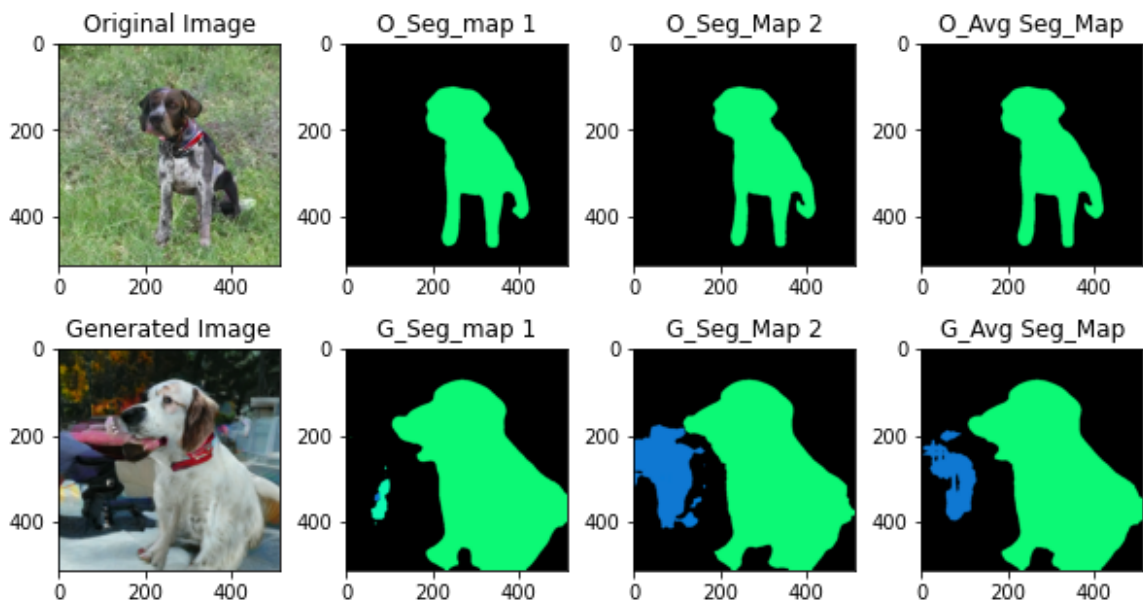 Original Image O_Seg_map 1 O_Seg_Map 2 O_Avg Seg_Map
0 0 0 0
200 200 200 200
400 400 400 400
0 200 400 0 200 400 0 200 400 0 200 400
Generated Image G_Seg_map 1 G_Seg_Map 2 G_Avg Seg_Map
0 0 0 0
200 200 200 200
400 400 400 400
0 200 400 0 200 400 0 200 400 0 200 400